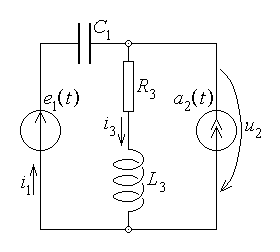 C₁
e₁(t)
R₃
a₂(t)
i₃
u₂
i₁
L₃